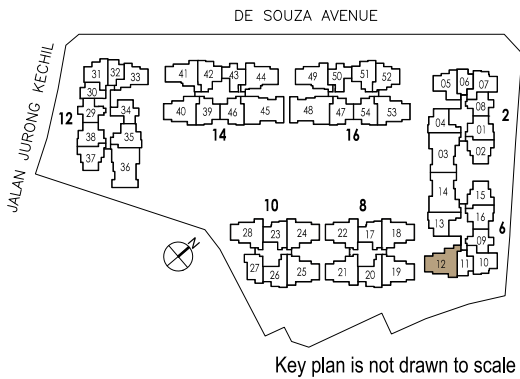 DE SOUZA AVENUE
JALAN JURONG KECHIL
31 32 33 41 42 43 44 49 50 51 52 05 06 07
30 08
29 34 40 39 46 45 48 47 54 53 04 01
12 14 16 2
38 35 03 02
37 36
14 15
10 8 13 16 6
28 23 24 22 17 18 09
N
27 26 25 21 20 19 12 11 10
Key plan is not drawn to scale